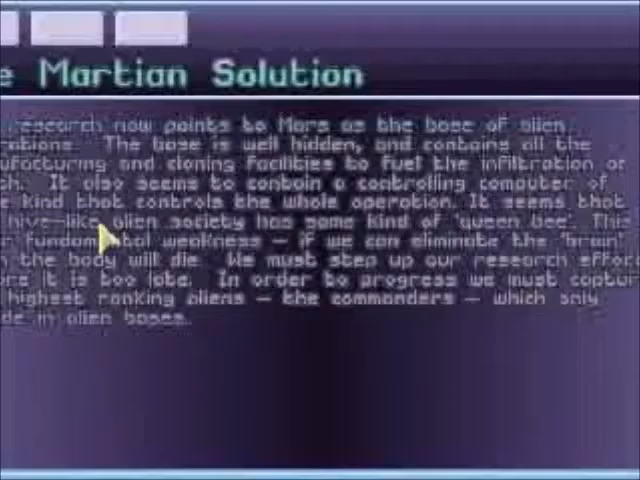 e Martian Solution
research now points to Mars as the base of alien
rations. The base is well hidden, and contains all the
ufacturing and cloning facilities to fuel the infiltration of
ch. It also seems to contain a controlling computer of
e kind that controls the whole operation. It seems that
hive-like alien society has some kind of 'queen bee'. This
r fundamental weakness - if we can eliminate the 'brain'
n the body will die. We must step up our research effor
ore it is too late. In order to progress we must captur
highest ranking aliens - the commanders - which only
de in alien bases.